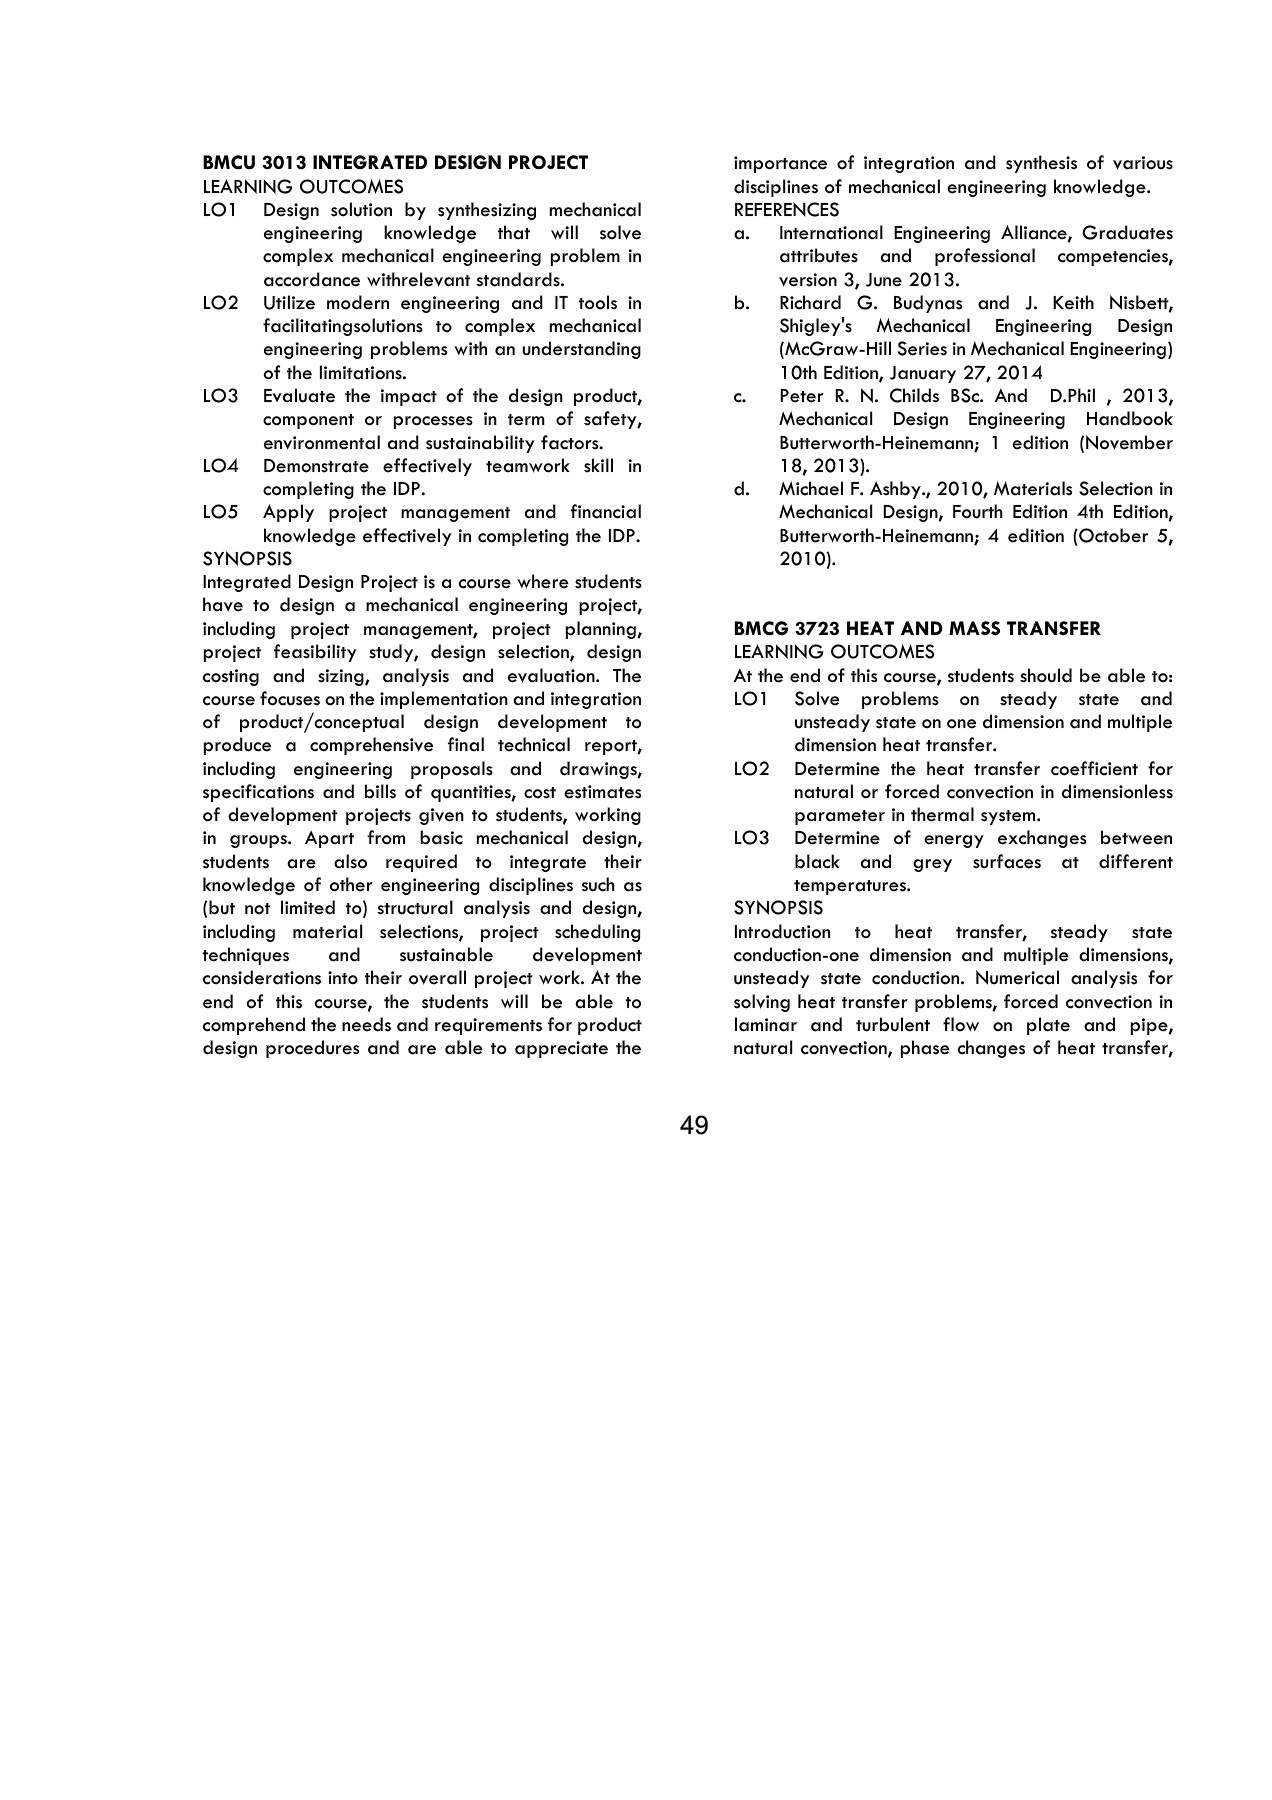 BMCU 3013 INTEGRATED DESIGN PROJECT
LEARNING OUTCOMES
LO1 Design solution by synthesizing mechanical
engineering knowledge that will solve
complex mechanical engineering problem in
accordance withrelevant standards.
LO2 Utilize modern engineering and IT tools in
facilitatingsolutions to complex mechanical
engineering problems with an understanding
of the limitations.
LO3 Evaluate the impact of the design product,
component or processes in term of safety,
environmental and sustainability factors.
LO4 Demonstrate effectively teamwork skill in
completing the IDP.
LO5 Apply project management and financial
knowledge effectively in completing the IDP.
SYNOPSIS
Integrated Design Project is a course where students
have to design a mechanical engineering project,
including project management, project planning,
project feasibility study, design selection, design
costing and sizing, analysis and evaluation. The
course focuses on the implementation and integration
of product/conceptual design development to
produce a comprehensive final technical report,
including engineering proposals and drawings,
specifications and bills of quantities, cost estimates
of development projects given to students, working
in groups. Apart from basic mechanical design,
students are also required to integrate their
knowledge of other engineering disciplines such as
(but not limited to) structural analysis and design,
including material selections, project scheduling
techniques and sustainable development
considerations into their overall project work. At the
end of this course, the students will be able to
comprehend the needs and requirements for product
design procedures and are able to appreciate the
importance of integration and synthesis of various
disciplines of mechanical engineering knowledge.
REFERENCES
a. International Engineering Alliance, Graduates
attributes and professional competencies,
version 3, June 2013.
b. Richard G. Budynas and J. Keith Nisbett,
Shigley's Mechanical Engineering Design
(McGraw-Hill Series in Mechanical Engineering)
10th Edition, January 27, 2014
c. Peter R. N. Childs BSc. And D.Phil , 2013,
Mechanical Design Engineering Handbook
Butterworth-Heinemann; 1 edition (November
18, 2013).
d. Michael F. Ashby., 2010, Materials Selection in
Mechanical Design, Fourth Edition 4th Edition,
Butterworth-Heinemann; 4 edition (October 5,
2010).
BMCG 3723 HEAT AND MASS TRANSFER
LEARNING OUTCOMES
At the end of this course, students should be able to:
LO1 Solve problems on steady state and
unsteady state on one dimension and multiple
dimension heat transfer.
LO2 Determine the heat transfer coefficient for
natural or forced convection in dimensionless
parameter in thermal system.
LO3 Determine of energy exchanges between
black and grey surfaces at different
temperatures.
SYNOPSIS
Introduction to heat transfer, steady state
conduction-one dimension and multiple dimensions,
unsteady state conduction. Numerical analysis for
solving heat transfer problems, forced convection in
laminar and turbulent flow on plate and pipe,
natural convection, phase changes of heat transfer,
49